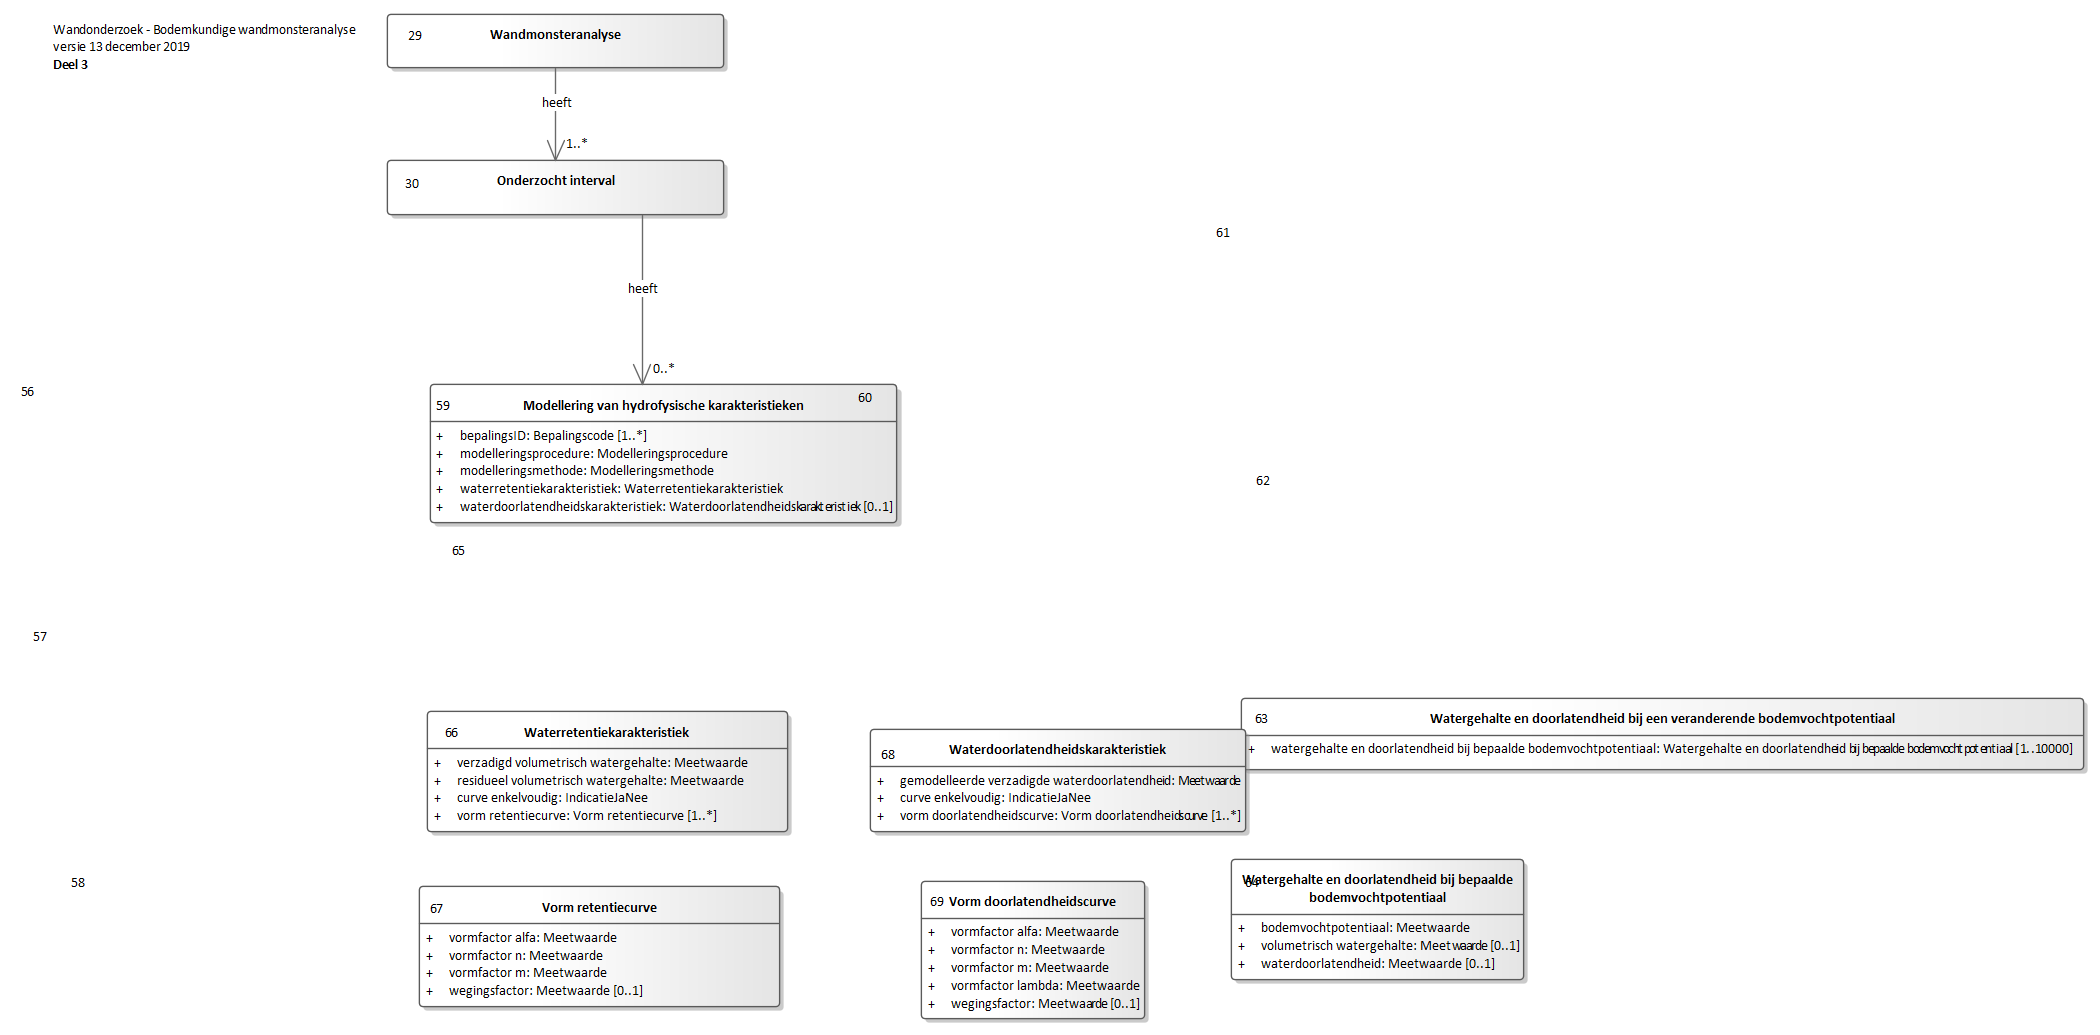 Wandonderzoek - Bodemkundige wandmonsteranalyse
versie 13 december 2019
Deel 3
29
Wandmonsteranalyse
heeft
1..*
30
Onderzocht interval
61
heeft
0..*
56
59
Modellering van hydrofysische karakteristieken
60
+ bepalingsID: Bepalingscode [1..*]
+ modelleringsprocedure: Modelleringsprocedure
+ modelleringsmethode: Modelleringsmethode
+ waterretentiekarakteristiek: Waterretentiekarakteristiek
+ waterdoorlatendheidskarakteristiek: Waterdoorlatendheidskarakteristiek [0..1]
62
65
57
66
Waterretentiekarakteristiek
+ verzadigd volumetrisch watergehalte: Meetwaarde
+ residueel volumetrisch watergehalte: Meetwaarde
+ curve enkelvoudig: IndicatieJaNee
+ vorm retentiecurve: Vorm retentiecurve [1..*]
68
Waterdoorlatendheidskarakteristiek
+ gemodelleerde verzadigde waterdoorlatendheid: Meetwaarde
+ curve enkelvoudig: IndicatieJaNee
+ vorm doorlatendheidscurve: Vorm doorlatendheidscurve [1..*]
63
Watergehalte en doorlatendheid bij een veranderende bodemvochtpotentiaal
+ watergehalte en doorlatendheid bij bepaalde bodemvochtpotentiaal: Watergehalte en doorlatendheid bij bepaalde bodemvochtpotentiaal [1..10000]
58
67
Vorm retentiecurve
+ vormfactor alfa: Meetwaarde
+ vormfactor n: Meetwaarde
+ vormfactor m: Meetwaarde
+ wegingsfactor: Meetwaarde [0..1]
69
Vorm doorlatendheidscurve
+ vormfactor alfa: Meetwaarde
+ vormfactor n: Meetwaarde
+ vormfactor m: Meetwaarde
+ vormfactor lambda: Meetwaarde
+ wegingsfactor: Meetwaarde [0..1]
64
Watergehalte en doorlatendheid bij bepaalde
bodemvochtpotentiaal
+ bodemvochtpotentiaal: Meetwaarde
+ volumetrisch watergehalte: Meetwaarde [0..1]
+ waterdoorlatendheid: Meetwaarde [0..1]